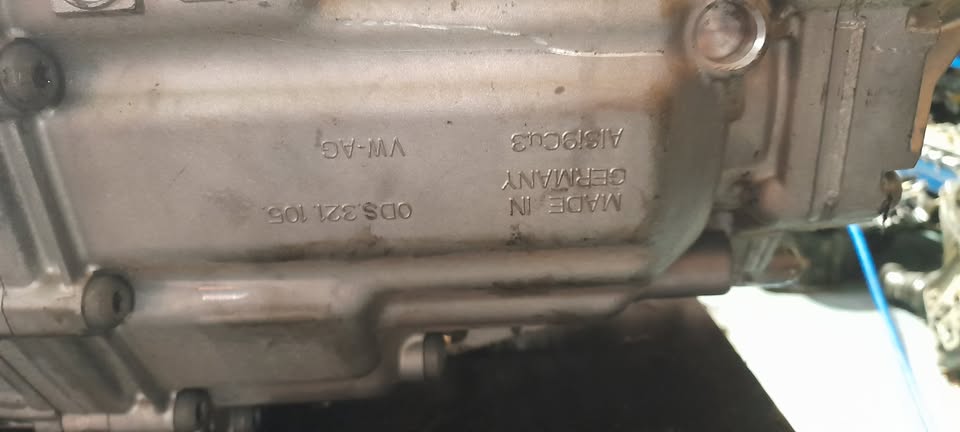 MADE IN
GERMANY
AlSi9Cu3
0DS.321.105.
VW-AG